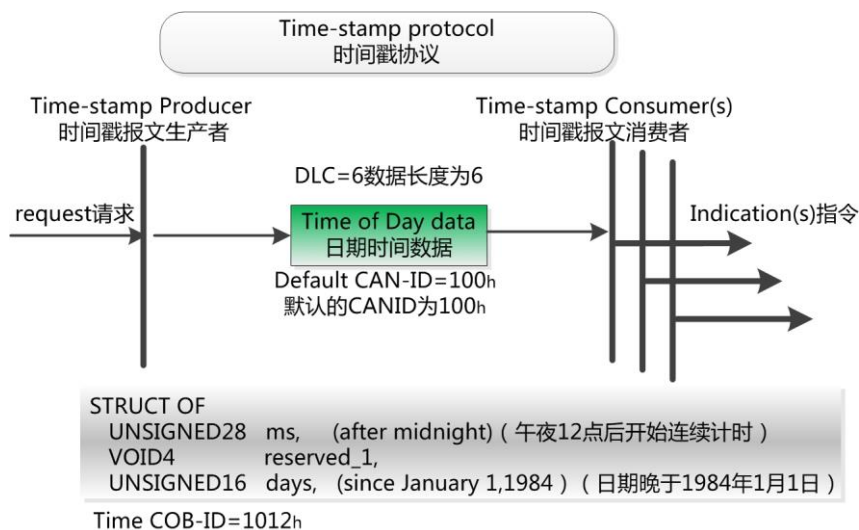 Time-stamp protocol
时间戳协议
Time-stamp Producer
时间戳报文生产者
Time-stamp Consumer(s)
时间戳报文消费者
DLC=6数据长度为6
request请求
Time of Day data
日期时间数据
Indication(s)指令
Default CAN-ID=100h
默认的CANID为100h
STRUCT OF
UNSIGNED28 ms, (after midnight)(午夜12点后开始连续计时)
VOID4 reserved_1,
UNSIGNED16 days, (since January 1,1984)(日期晚于1984年1月1日)
Time COB-ID=1012h